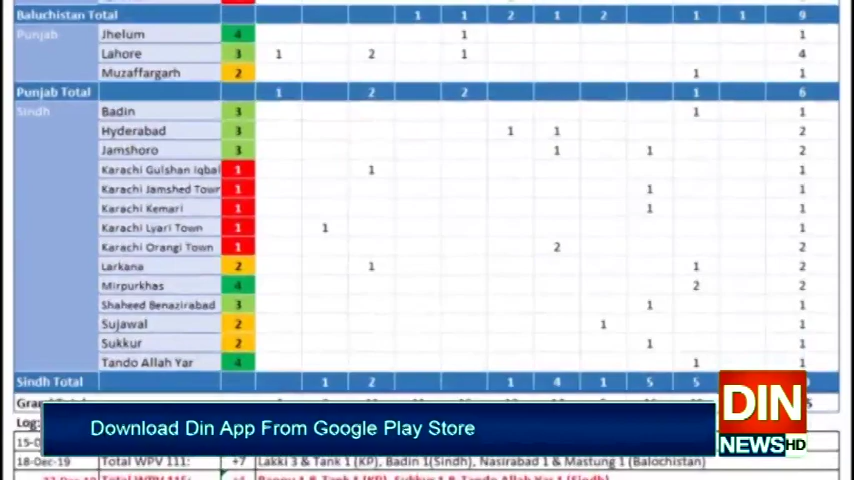 Baluchistan Total 1 1 2 1 2 1 1 9
Punjab Jhelum 4 1 1
Lahore 3 1 2 1 4
Muzaffargarh 2 1 1
Punjab Total 1 2 2 1 6
Sindh Badin 3 1 1
Hyderabad 3 1 1 2
Jamshoro 3 1 1 2
Karachi Gulshan Iqbal 1 1 1
Karachi Jamshed Town 1 1 1
Karachi Kemari 1 1 1
Karachi Lyari Town 1 1 1
Karachi Orangi Town 1 2 2
Larkana 2 1 1 2
Mirpurkhas 4 2 2
Shaheed Benazirabad 3 1 1
Sujawal 2 1 1
Sukkur 2 1 1
Tando Allah Yar 4 1 1
Sindh Total 1 2 1 4 1 5 5
Log:
Download Din App From Google Play Store
DIN
NEWS HD
18-Dec-19 Total WPV 111: +7 Lakki 3 & Tank 1 (KP), Badin 1(Sindh), Nasirabad 1 & Mastung 1 (Balochistan)